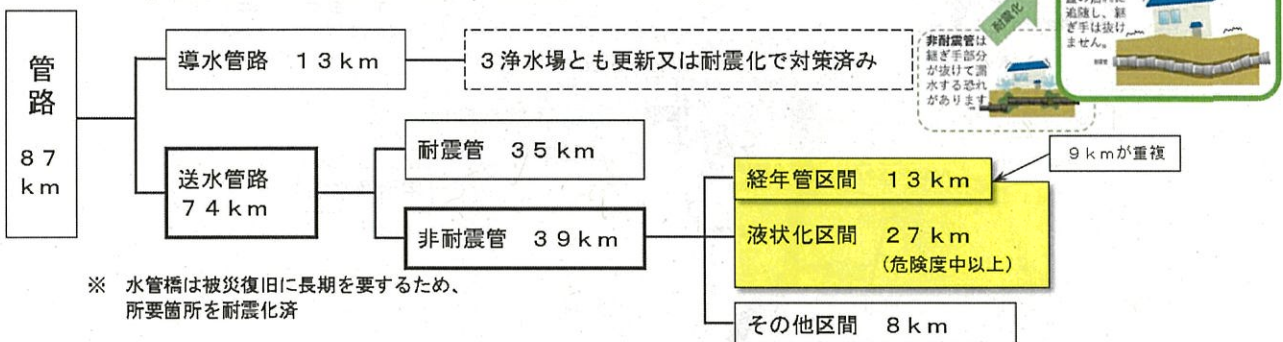 管路
87
km
導水管路 13km
3浄水場とも更新又は耐震化で対策済み
送水管路
74km
耐震管 35km
非耐震管 39km
経年管区間 13km
液状化区間 27km
(危険度中以上)
その他区間 8km
9kmが重複
※ 水管橋は被災復旧に長期を要するため、
所要箇所を耐震化済
耐震化
非耐震管は
継ぎ手部分
が抜けて漏
水する恐れ
があります
追随し、継
ぎ手は抜け
ません。